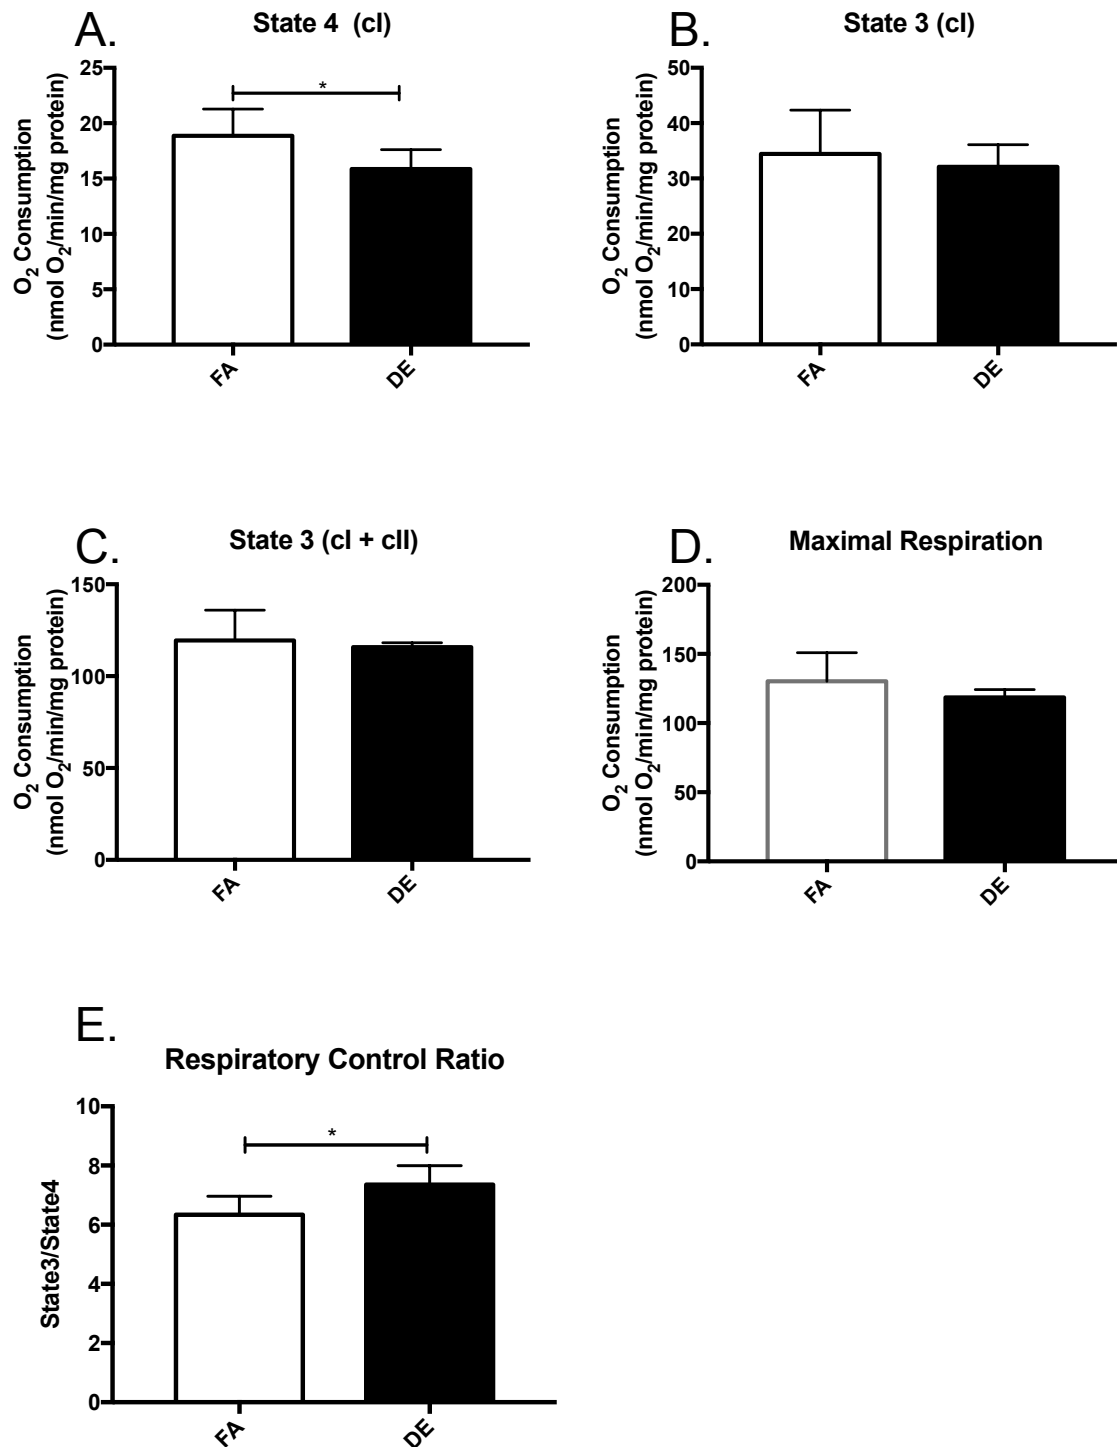 A.
State 4 (cI)
O2 Consumption
(nmol O2/min/mg protein)
25
20
15
10
5
0
*
FA
DE
B.
State 3 (cI)
O2 Consumption
(nmol O2/min/mg protein)
50
40
30
20
10
0
FA
DE
C.
State 3 (cI + cII)
O2 Consumption
(nmol O2/min/mg protein)
150
100
50
0
FA
DE
D.
Maximal Respiration
O2 Consumption
(nmol O2/min/mg protein)
200
150
100
50
0
FA
DE
E.
Respiratory Control Ratio
State3/State4
10
8
6
4
2
0
*
FA
DE